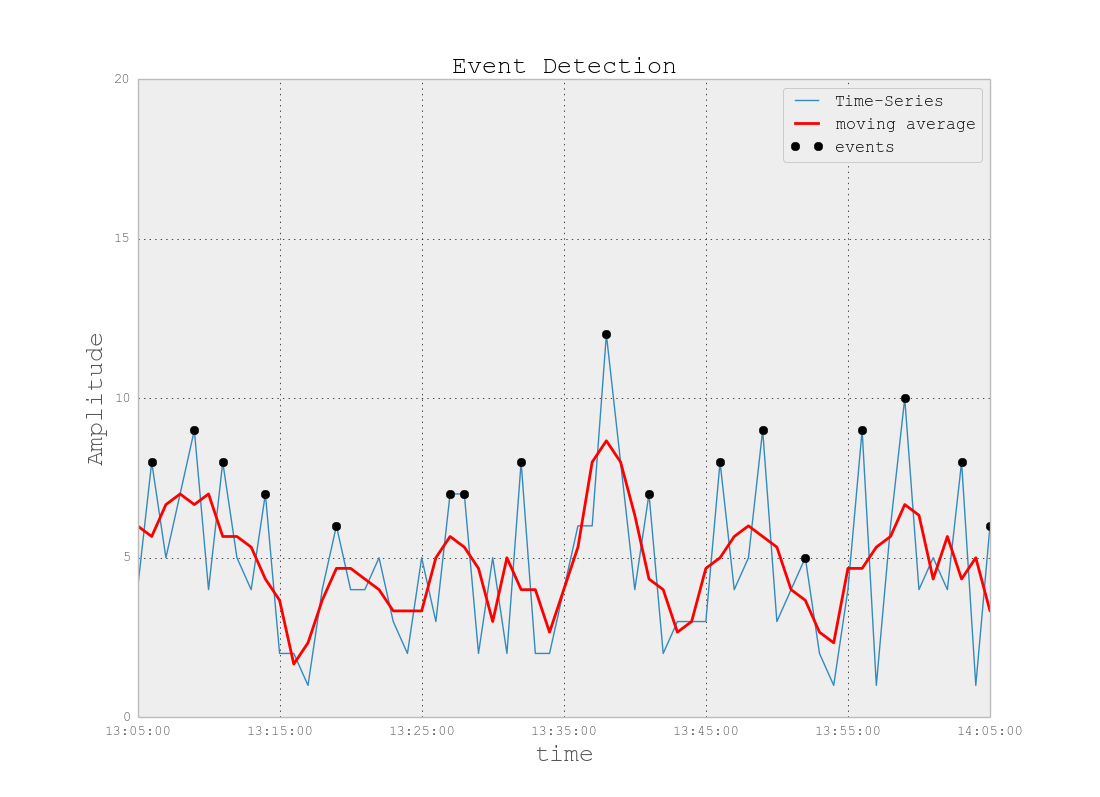 Event Detection
Time-Series
moving average
events
20
15
10
5
0
Amplitude
13:05:00 13:15:00 13:25:00 13:35:00 13:45:00 13:55:00 14:05:00
time